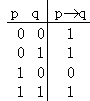 p q p→q
0 0 1
0 1 1
1 0 0
1 1 1